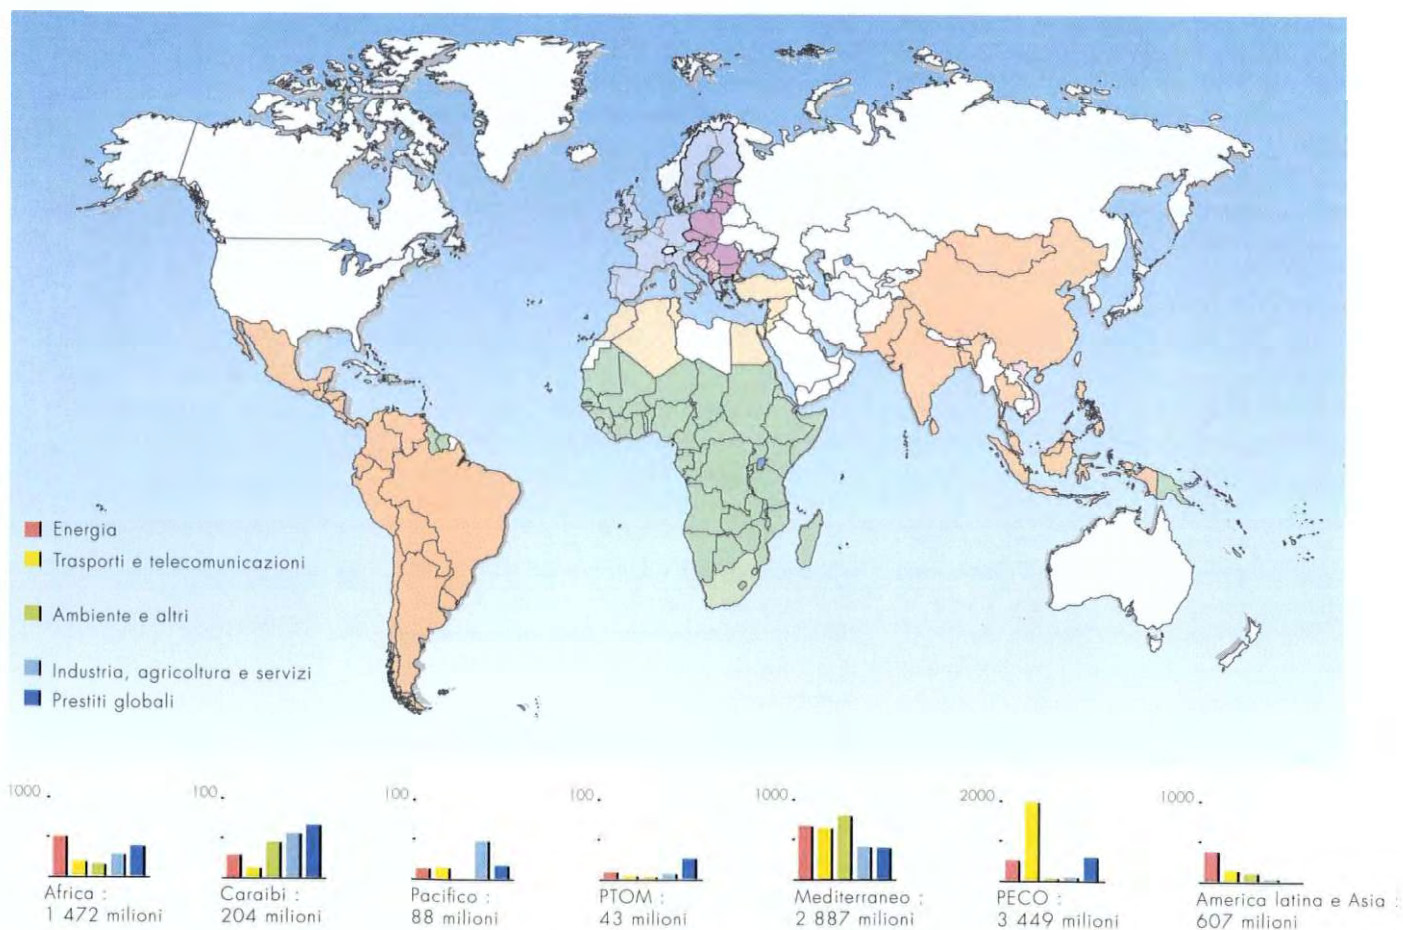 Energia
Trasporti e telecomunicazioni
Ambiente e altri
Industria, agricoltura e servizi
Prestiti globali
1000
100
100
100
1000
2000
1000
Africa :
1 472 milioni
Caraibi :
204 milioni
Pacifico :
88 milioni
PTOM :
43 milioni
Mediterraneo :
2 887 milioni
PECO :
3 449 milioni
America latina e Asia :
607 milioni